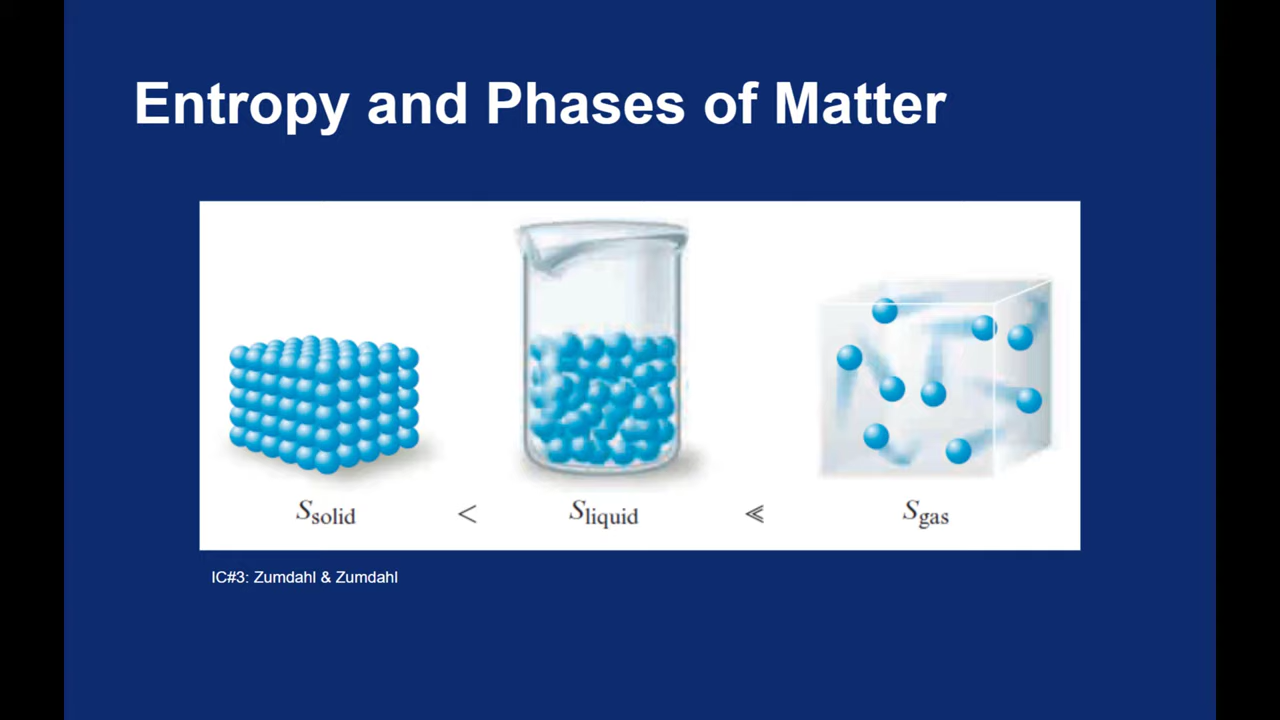 Entropy and Phases of Matter
Ssolid < Sliquid ≪ Sgas
IC#3: Zumdahl & Zumdahl